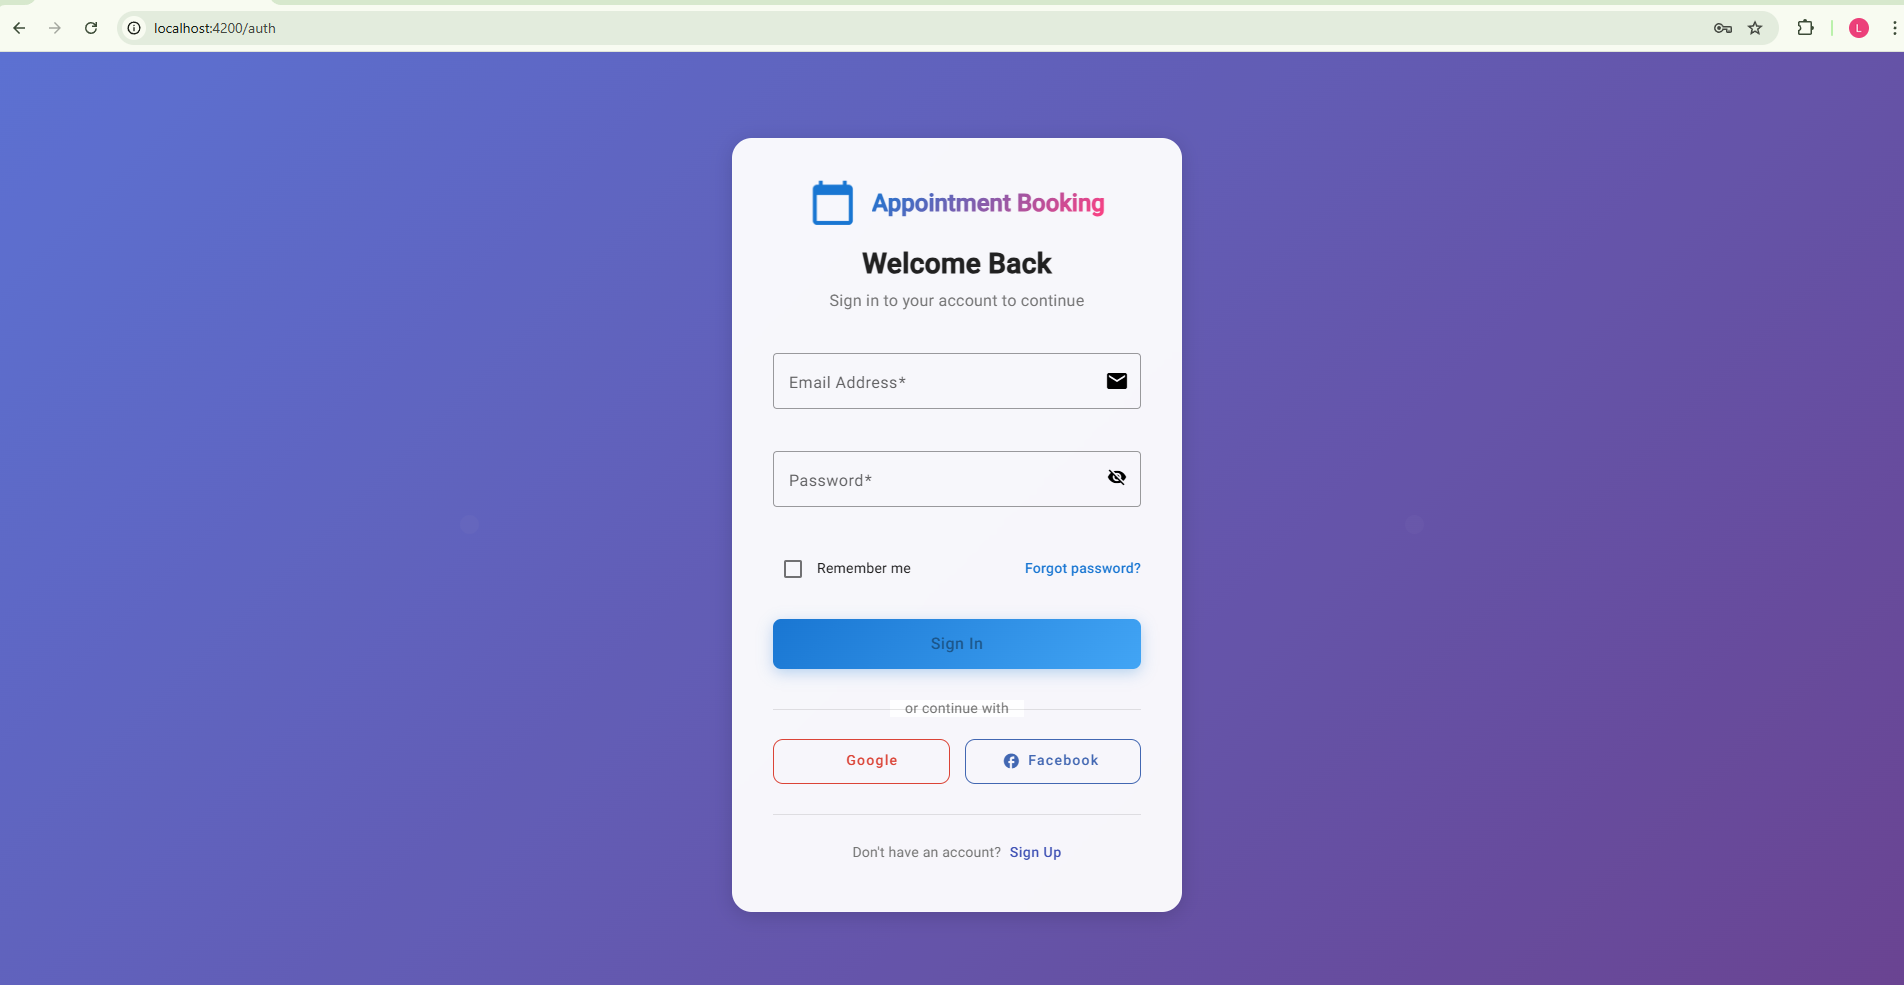 localhost:4200/auth
L
Appointment Booking
Welcome Back
Sign in to your account to continue
Email Address*
Password*
Remember me
Forgot password?
Sign In
or continue with
Google
Facebook
Don't have an account? Sign Up